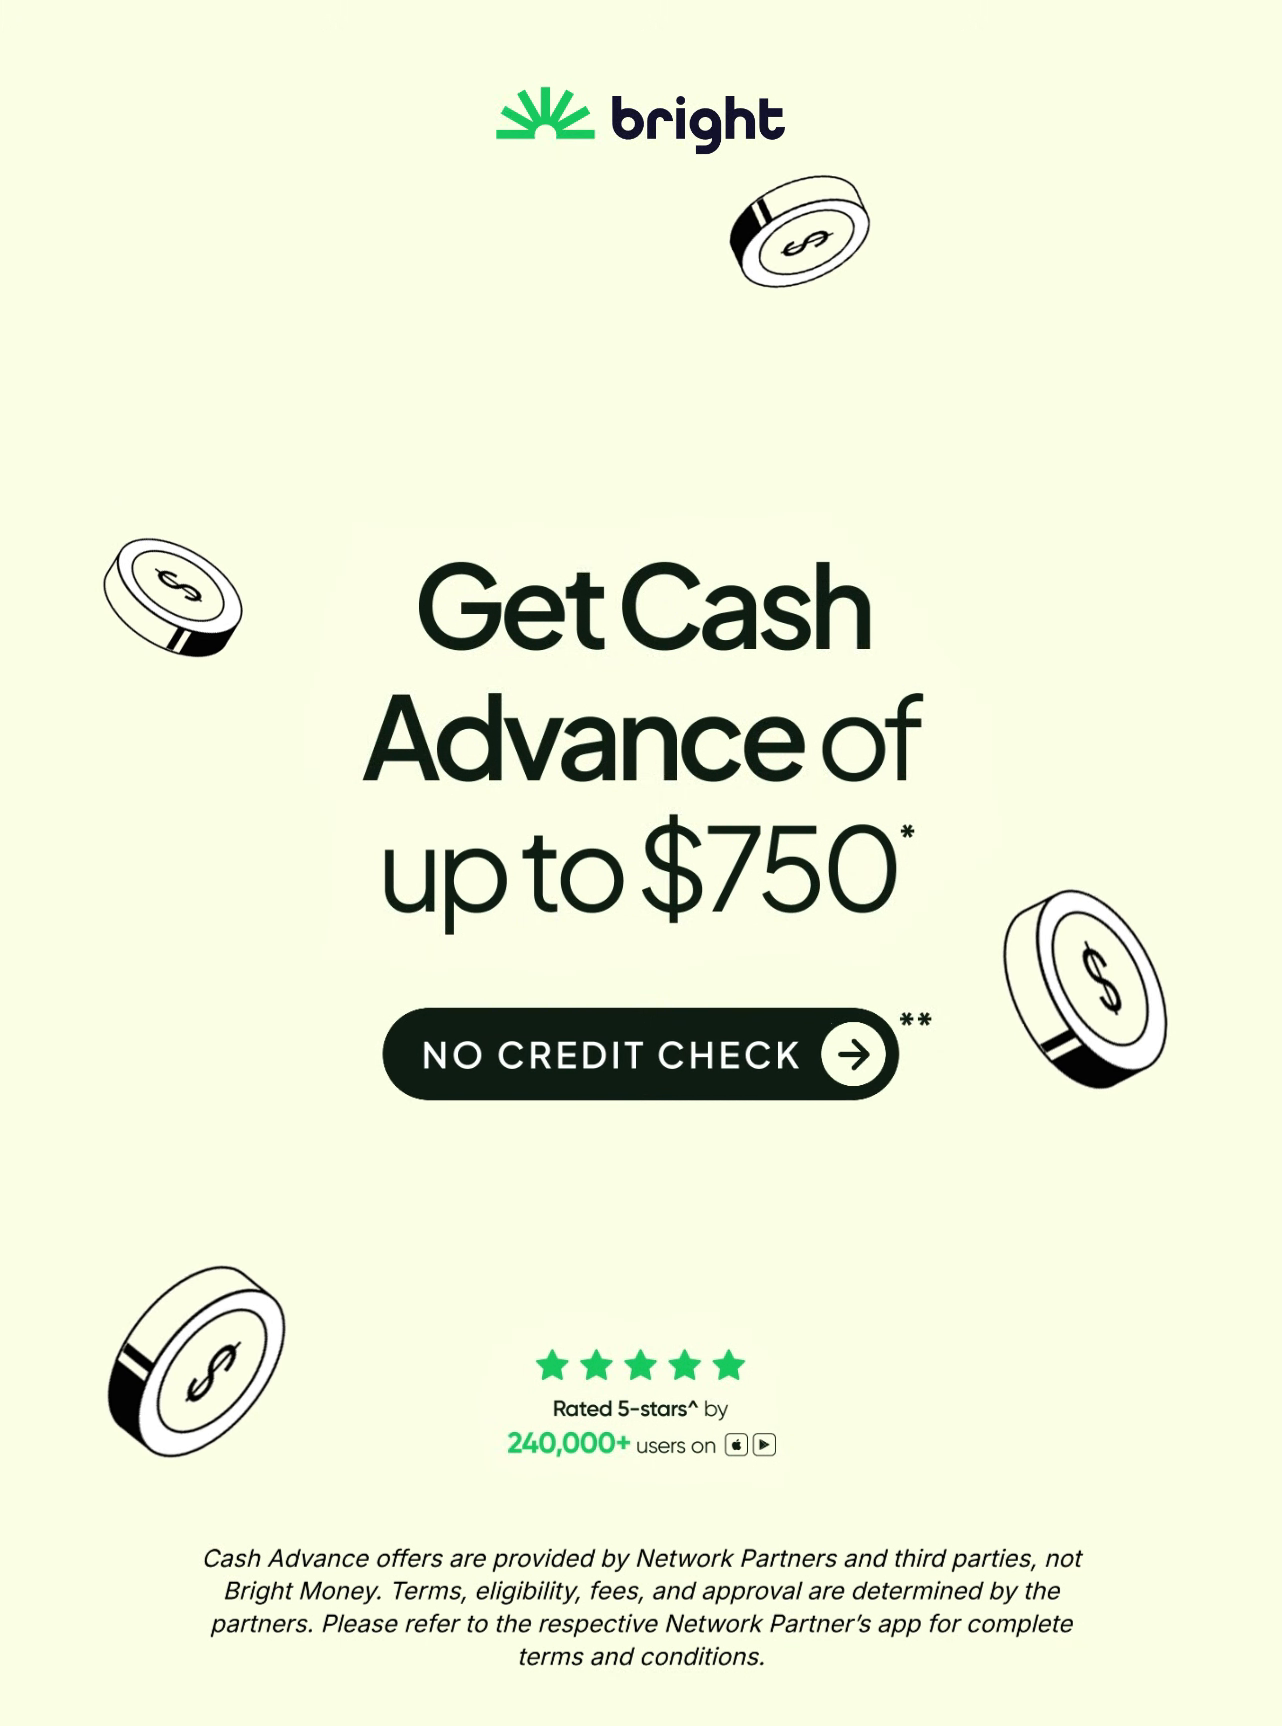 bright
Get Cash
Advance of
up to $750*
NO CREDIT CHECK **
Rated 5-stars^ by
240,000+ users on
Cash Advance offers are provided by Network Partners and third parties, not
Bright Money. Terms, eligibility, fees, and approval are determined by the
partners. Please refer to the respective Network Partner’s app for complete
terms and conditions.